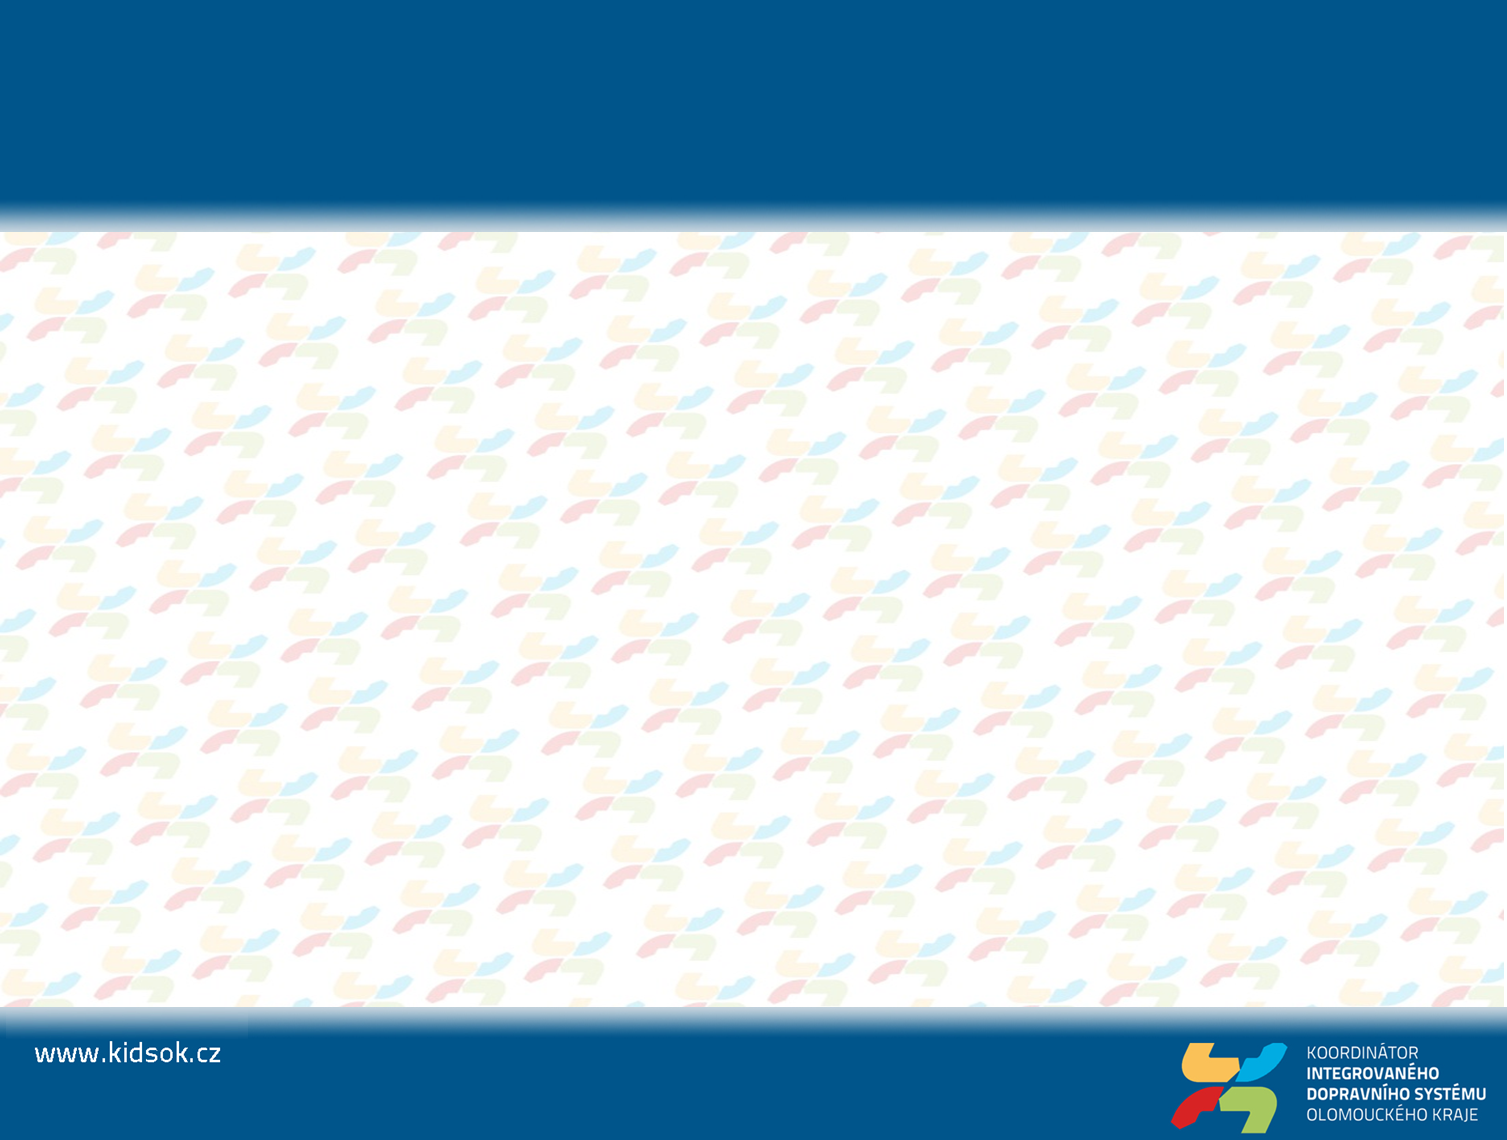 www.kidsok.cz
KOORDINÁTOR
INTEGROVANÉHO
DOPRAVNÍHO SYSTÉMU
OLOMOUCKÉHO KRAJE